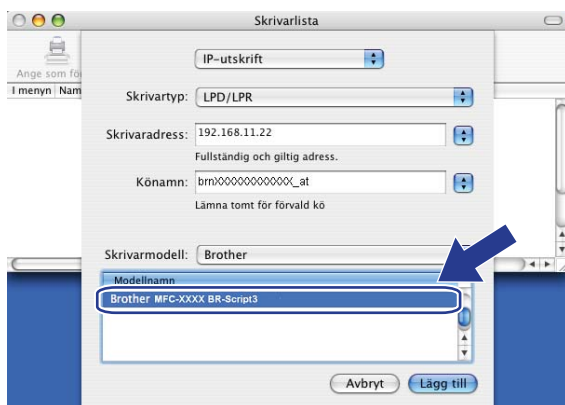 Skrivarlista
IP-utskrift
Ange som fö
I menyn Nam
Skrivartyp: LPD/LPR
Skrivaradress: 192.168.11.22
Fullständig och giltig adress.
Könamn: brnXXXXXXXXXXXX_at
Lämna tomt för förvald kö
Skrivarmodell: Brother
Modellnamn
Brother MFC-XXXX BR-Script3
Avbryt Lägg till